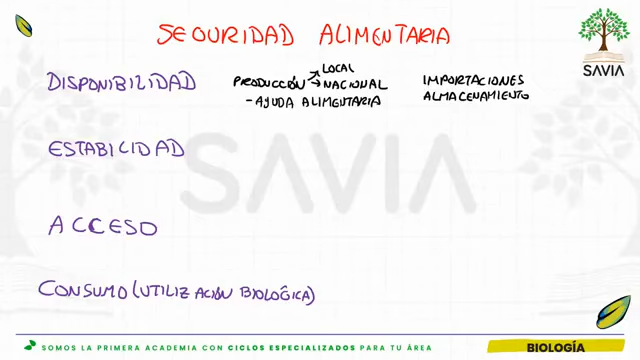 SEGURIDAD ALIMENTARIA
SAVIA
DISPONIBILIDAD
PRODUCCIÓN → LOCAL
→ NACIONAL
- AYUDA ALIMENTARIA
IMPORTACIONES
ALMACENAMIENTO
ESTABILIDAD
SAVIA
ACCESO
CONSUMO (UTILIZACIÓN BIOLÓGICA)
SOMOS LA PRIMERA ACADEMIA CON CICLOS ESPECIALIZADOS PARA TU ÁREA
BIOLOGÍA